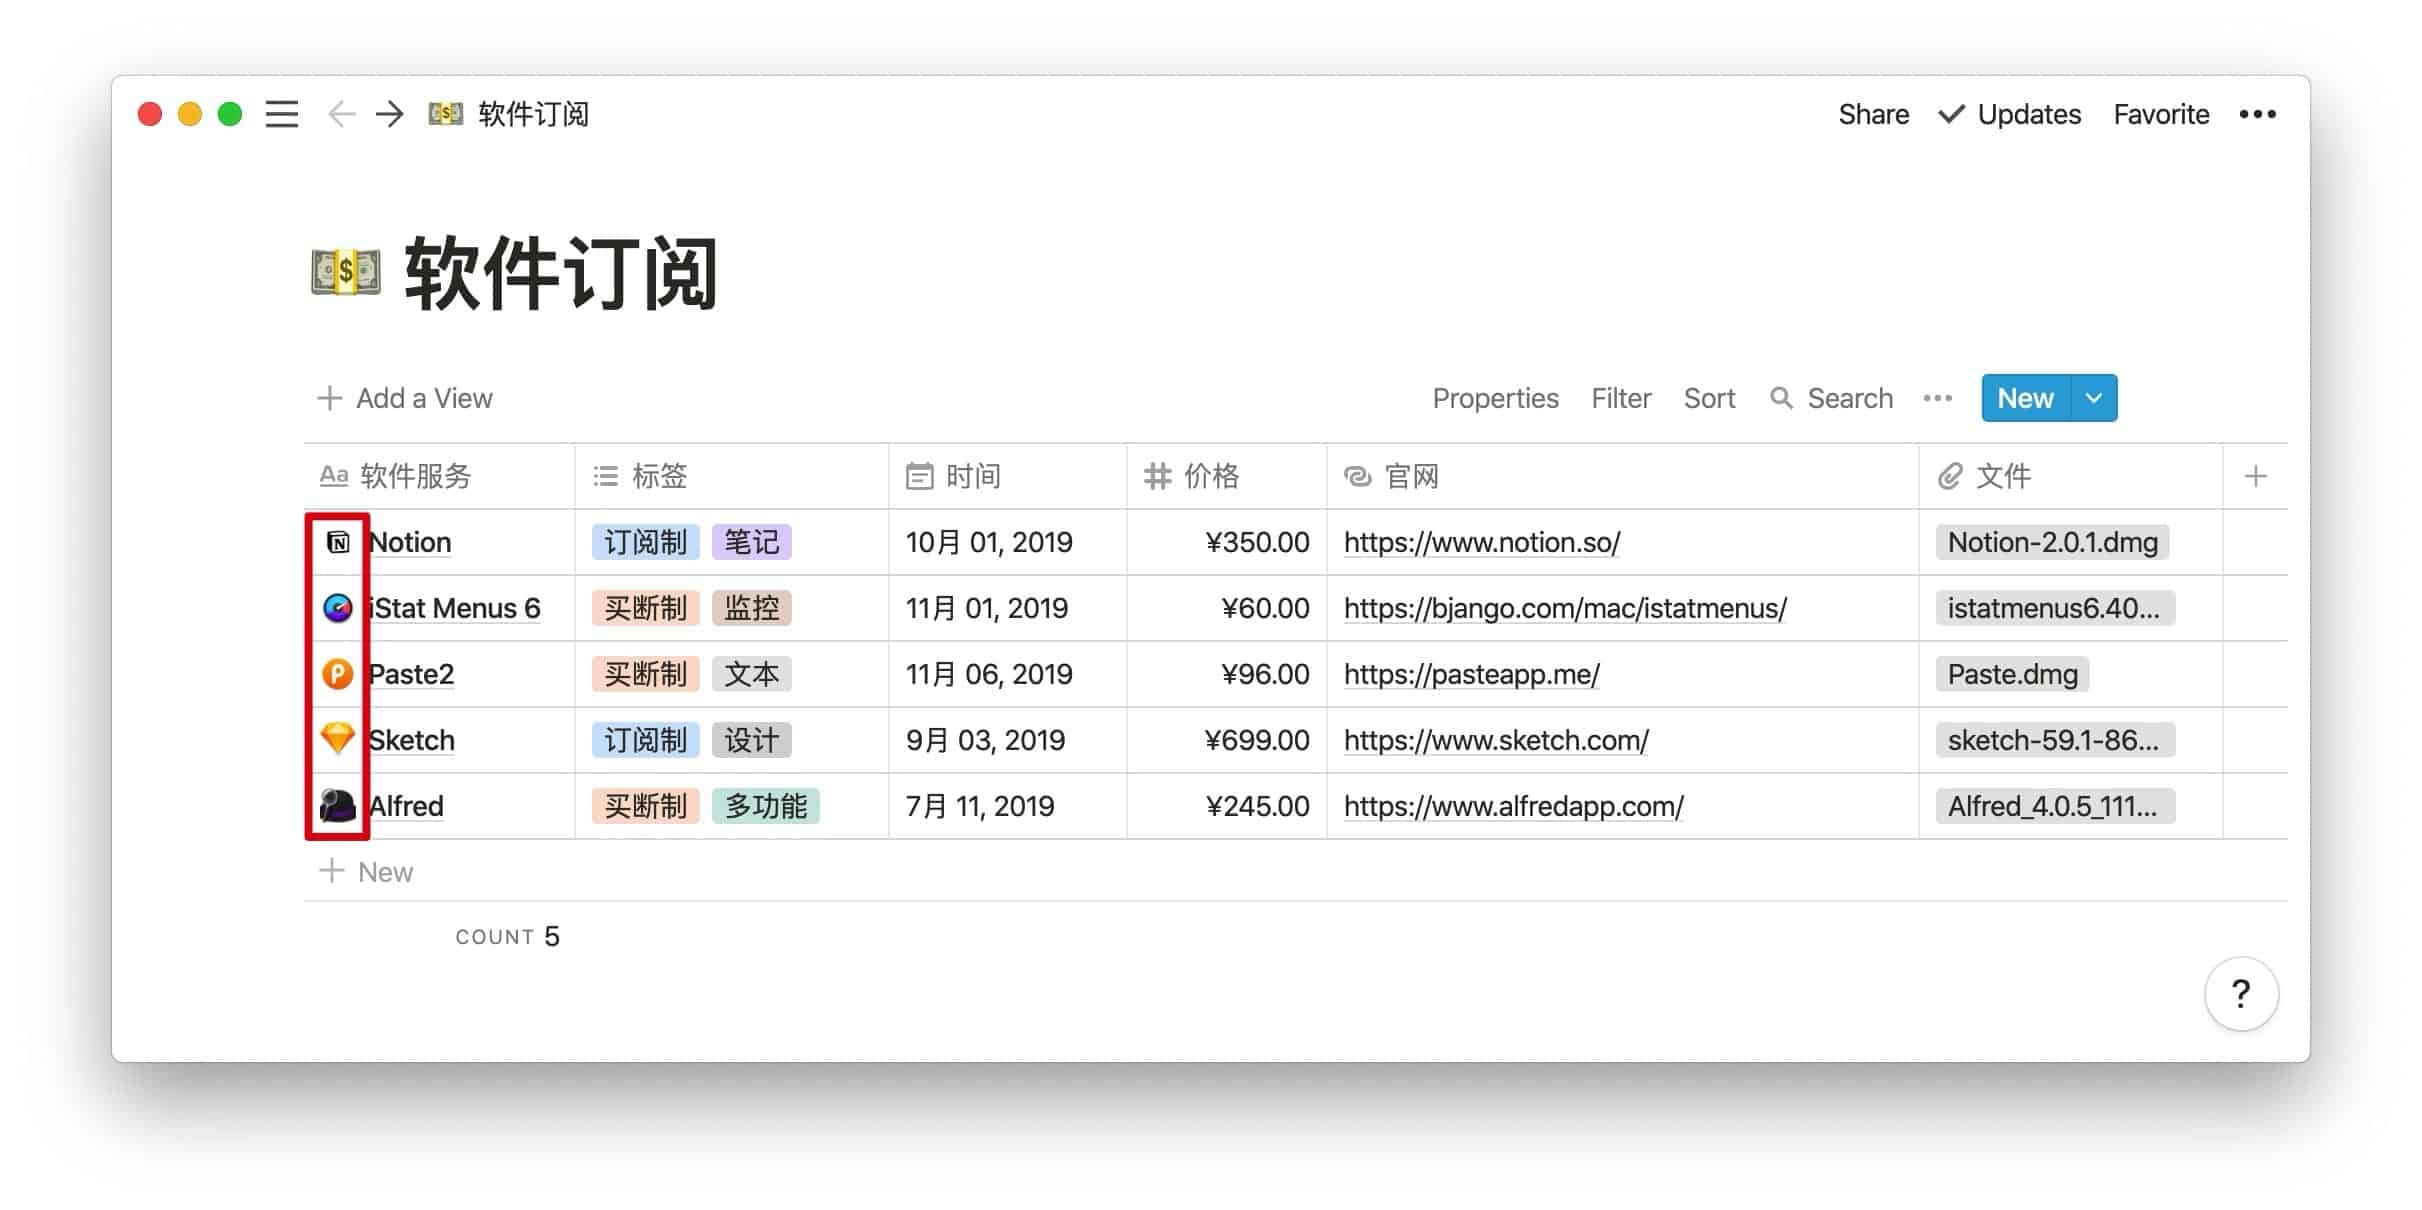 软件订阅 Share Updates Favorite •••
软件订阅
+ Add a View Properties Filter Sort Search ••• New
Aa 软件服务 标签 时间 # 价格 官网 文件 +
Notion 订阅制 笔记 10月 01, 2019 ¥350.00 https://www.notion.so/ Notion-2.0.1.dmg
iStat Menus 6 买断制 监控 11月 01, 2019 ¥60.00 https://bjango.com/mac/istatmenus/ istatmenus6.40...
Paste2 买断制 文本 11月 06, 2019 ¥96.00 https://pasteapp.me/ Paste.dmg
Sketch 订阅制 设计 9月 03, 2019 ¥699.00 https://www.sketch.com/ sketch-59.1-86...
Alfred 买断制 多功能 7月 11, 2019 ¥245.00 https://www.alfredapp.com/ Alfred_4.0.5_111...
+ New
COUNT 5
?